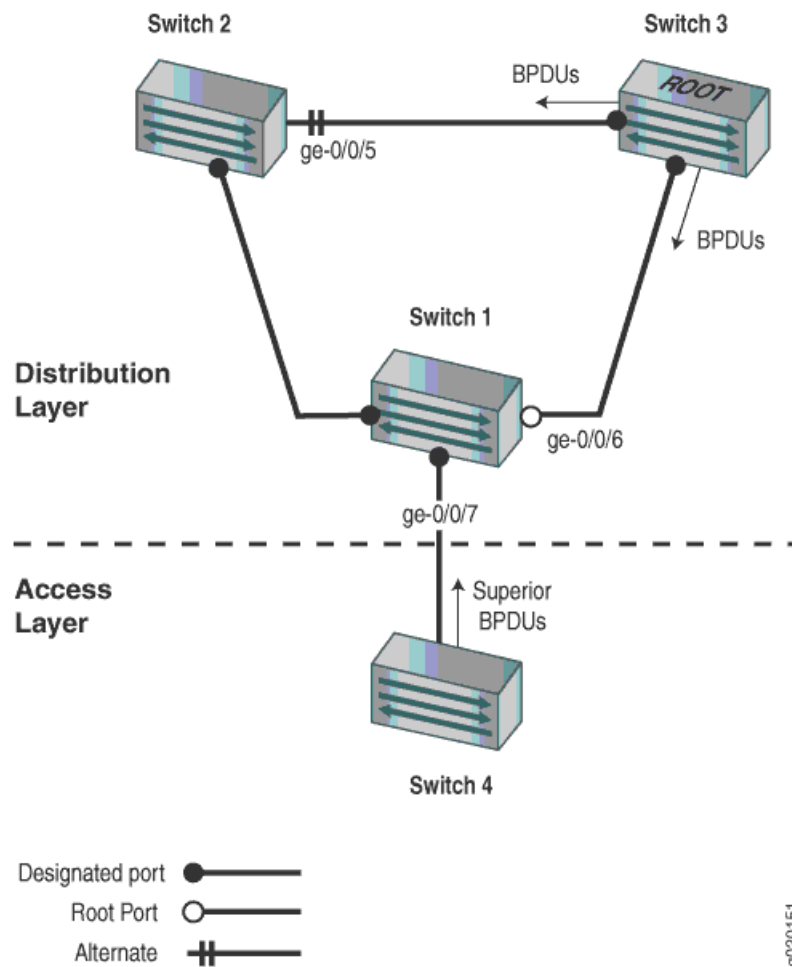 Switch 2
Switch 3
BPDUs
ROOT
ge-0/0/5
BPDUs
Switch 1
Distribution
Layer
ge-0/0/6
ge-0/0/7
Access
Layer
Superior
BPDUs
Switch 4
Designated port
Root Port
Alternate
g020151